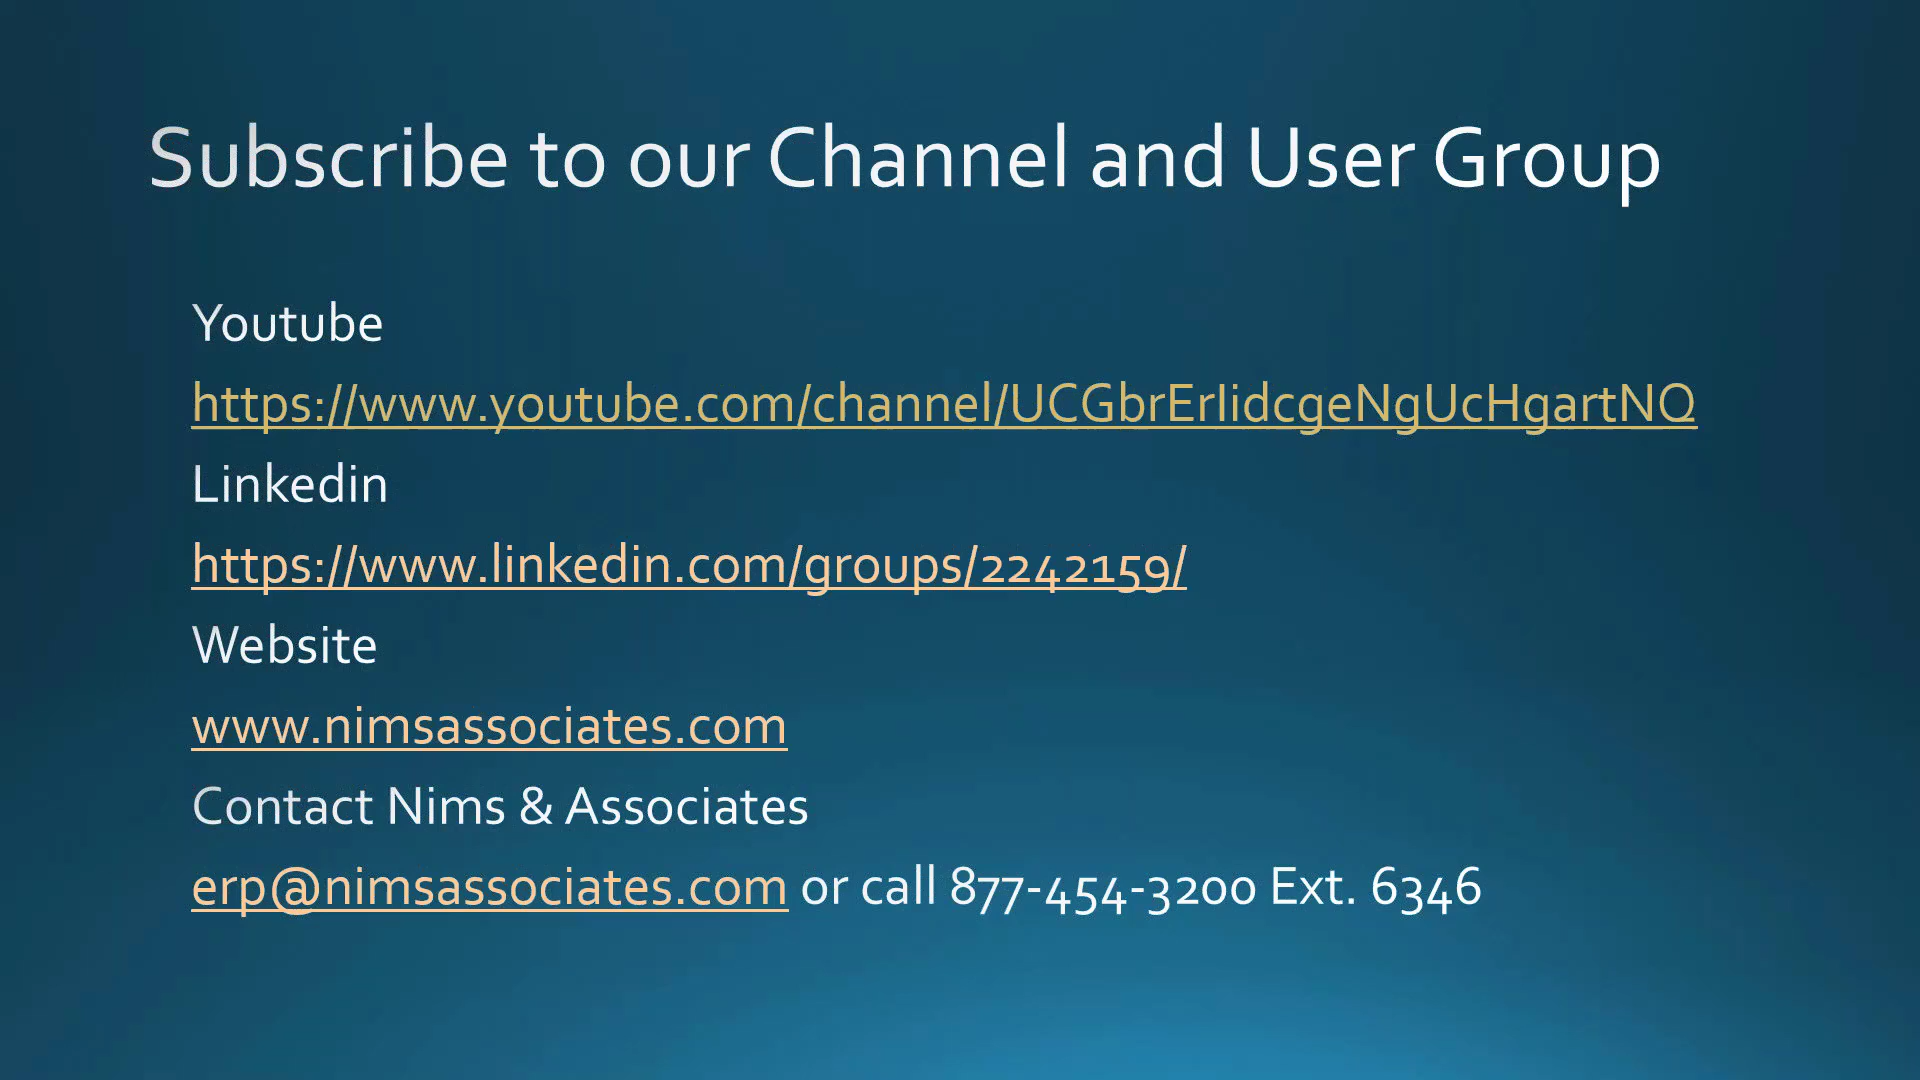 Subscribe to our Channel and User Group
Youtube
https://www.youtube.com/channel/UCGbrErIidcgeNgUcHgartNQ
Linkedin
https://www.linkedin.com/groups/2242159/
Website
www.nimsassociates.com
Contact Nims & Associates
erp@nimsassociates.com or call 877-454-3200 Ext. 6346